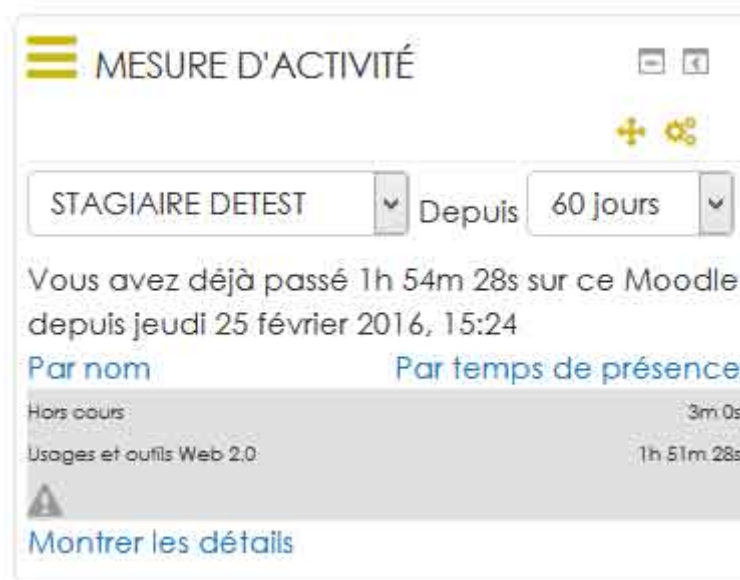 MESURE D'ACTIVITÉ
STAGIAIRE DETEST Depuis 60 jours
Vous avez déjà passé 1h 54m 28s sur ce Moodle
depuis jeudi 25 février 2016, 15:24
Par nom Par temps de présence
Hors cours 3m 0s
Usages et outils Web 2.0 1h 51m 28s
Montrer les détails